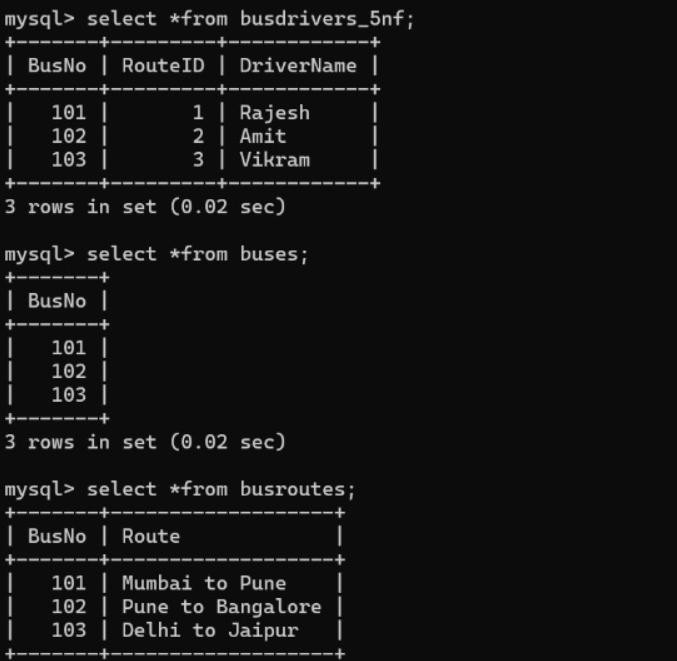 mysql> select *from busdrivers_5nf;
+-------+---------+------------+
| BusNo | RouteID | DriverName |
+-------+---------+------------+
|   101 |       1 | Rajesh     |
|   102 |       2 | Amit       |
|   103 |       3 | Vikram     |
+-------+---------+------------+
3 rows in set (0.02 sec)

mysql> select *from buses;
+-------+
| BusNo |
+-------+
|   101 |
|   102 |
|   103 |
+-------+
3 rows in set (0.02 sec)

mysql> select *from busroutes;
+-------+-------------------+
| BusNo | Route             |
+-------+-------------------+
|   101 | Mumbai to Pune    |
|   102 | Pune to Bangalore |
|   103 | Delhi to Jaipur   |
+-------+-------------------+